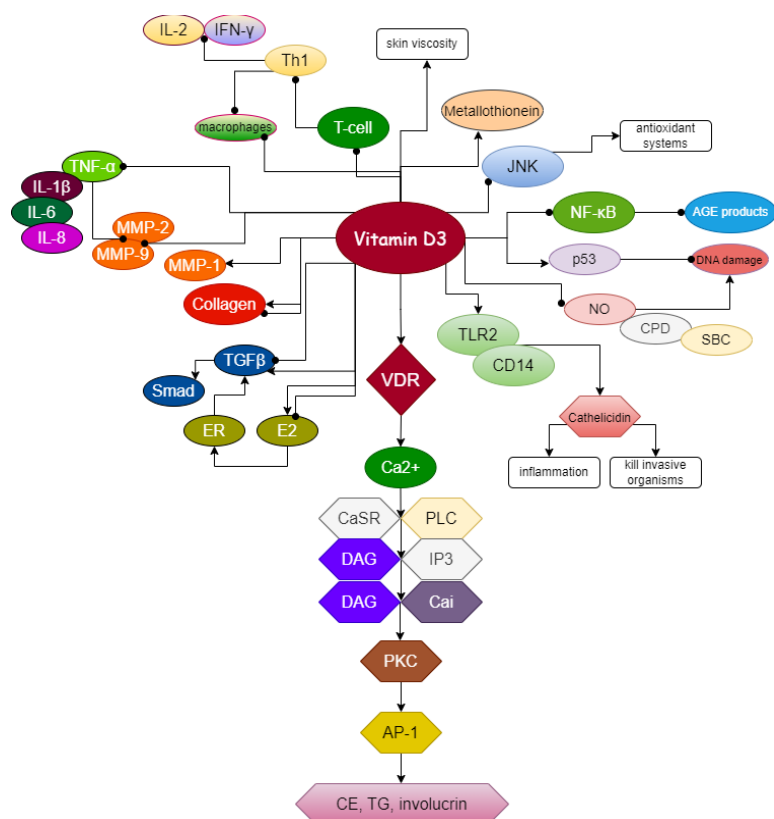 IL-2
IFN-γ
Th1
skin viscosity
macrophages
T-cell
Metallothionein
antioxidant
systems
JNK
TNF-α
IL-1β
IL-6
IL-8
MMP-2
MMP-9
MMP-1
Vitamin D3
NF-κB
AGE products
p53
DNA damage
NO
CPD
SBC
Collagen
TLR2
CD14
TGFβ
Smad
ER
E2
VDR
Cathelicidin
inflammation
kill invasive
organisms
Ca2+
CaSR
PLC
DAG
IP3
DAG
Cai
PKC
AP-1
CE, TG, involucrin